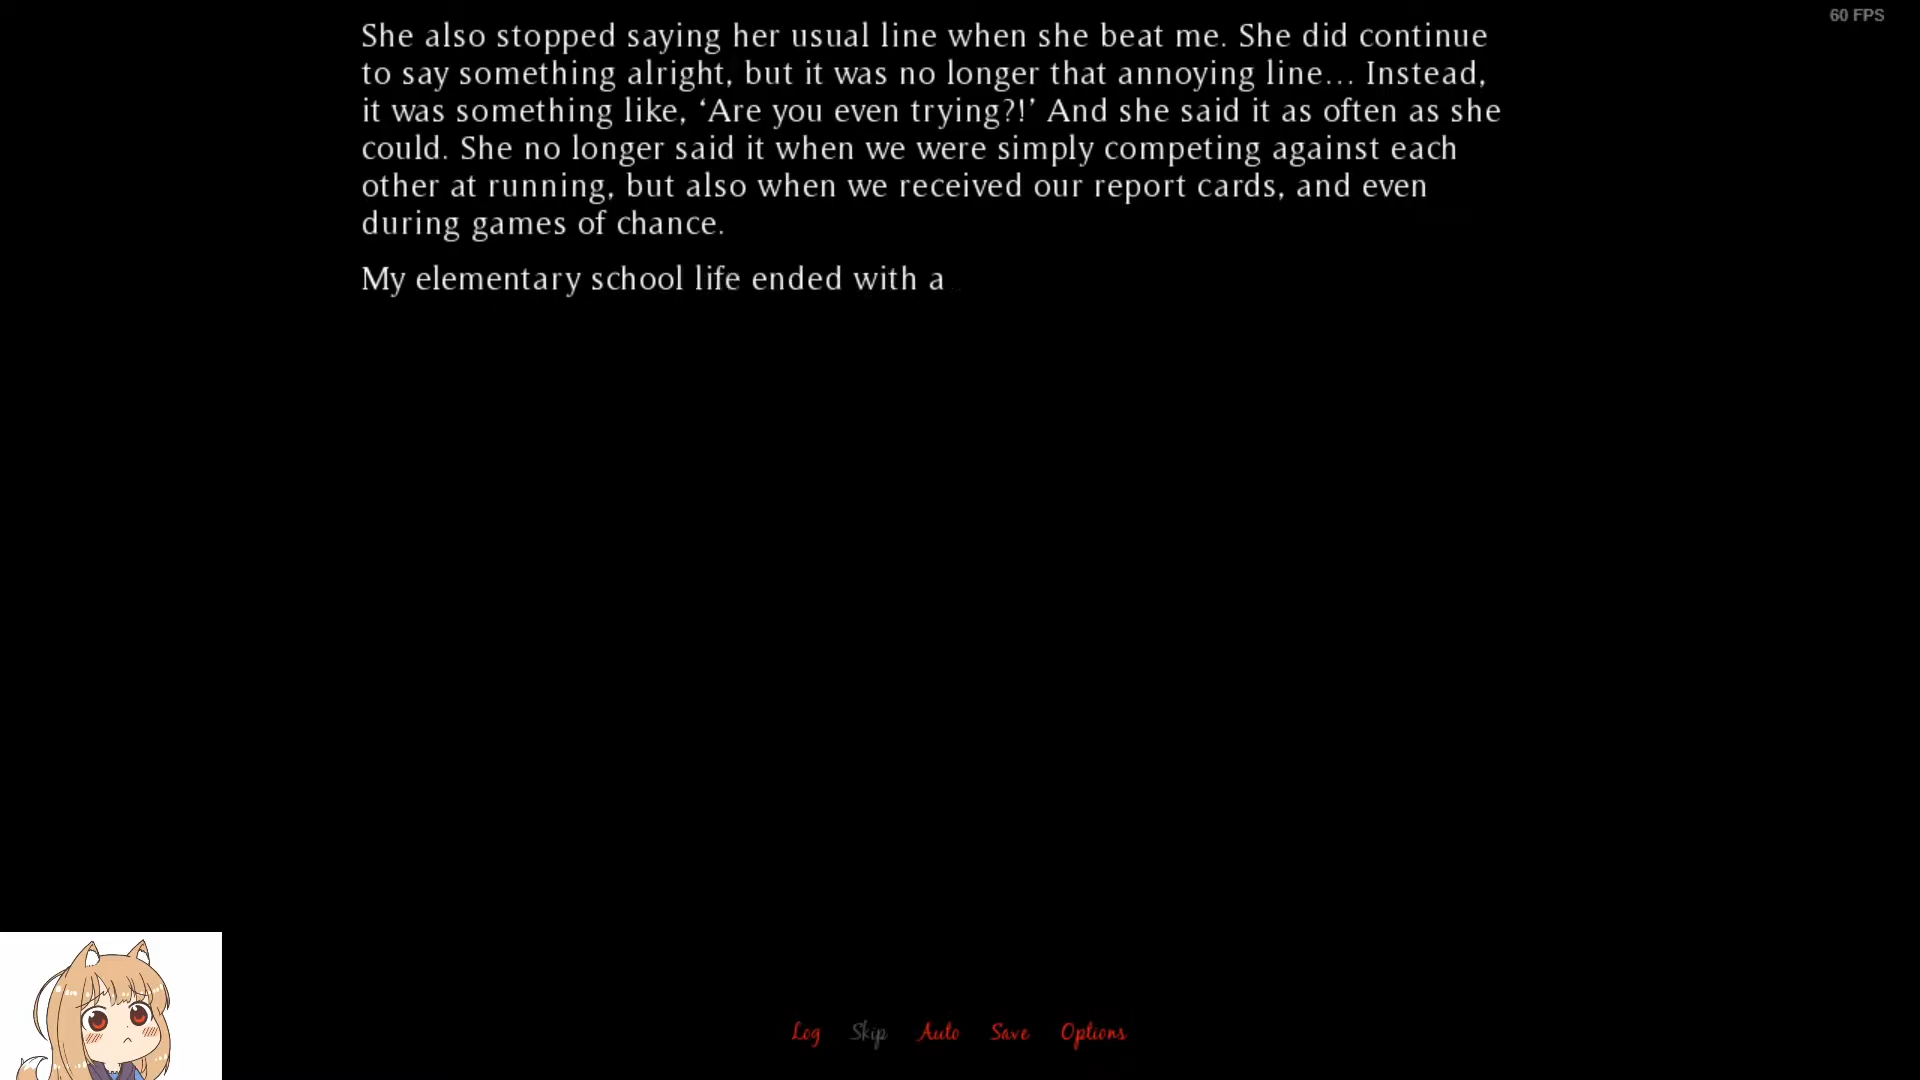 60 FPS
She also stopped saying her usual line when she beat me. She did continue
to say something alright, but it was no longer that annoying line… Instead,
it was something like, ‘Are you even trying?!’ And she said it as often as she
could. She no longer said it when we were simply competing against each
other at running, but also when we received our report cards, and even
during games of chance.
My elementary school life ended with a
Log Skip Auto Save Options